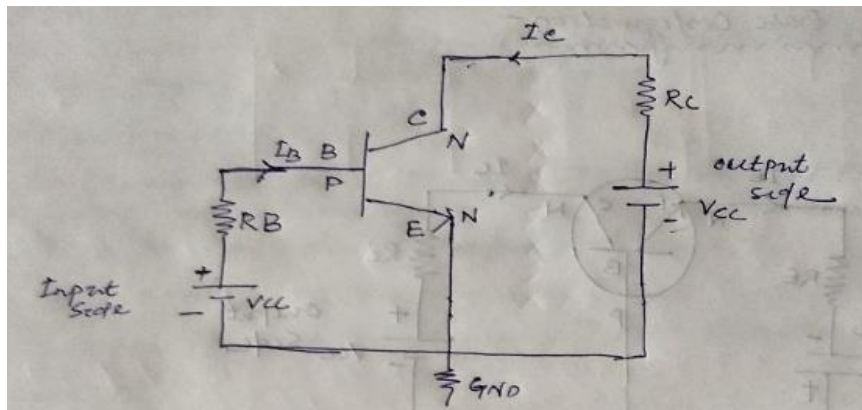 Ic
RC
C
N
IB B
P
N
E
RB
+
VCC
-
Input
Side
+
VCC
-
output
side
GND